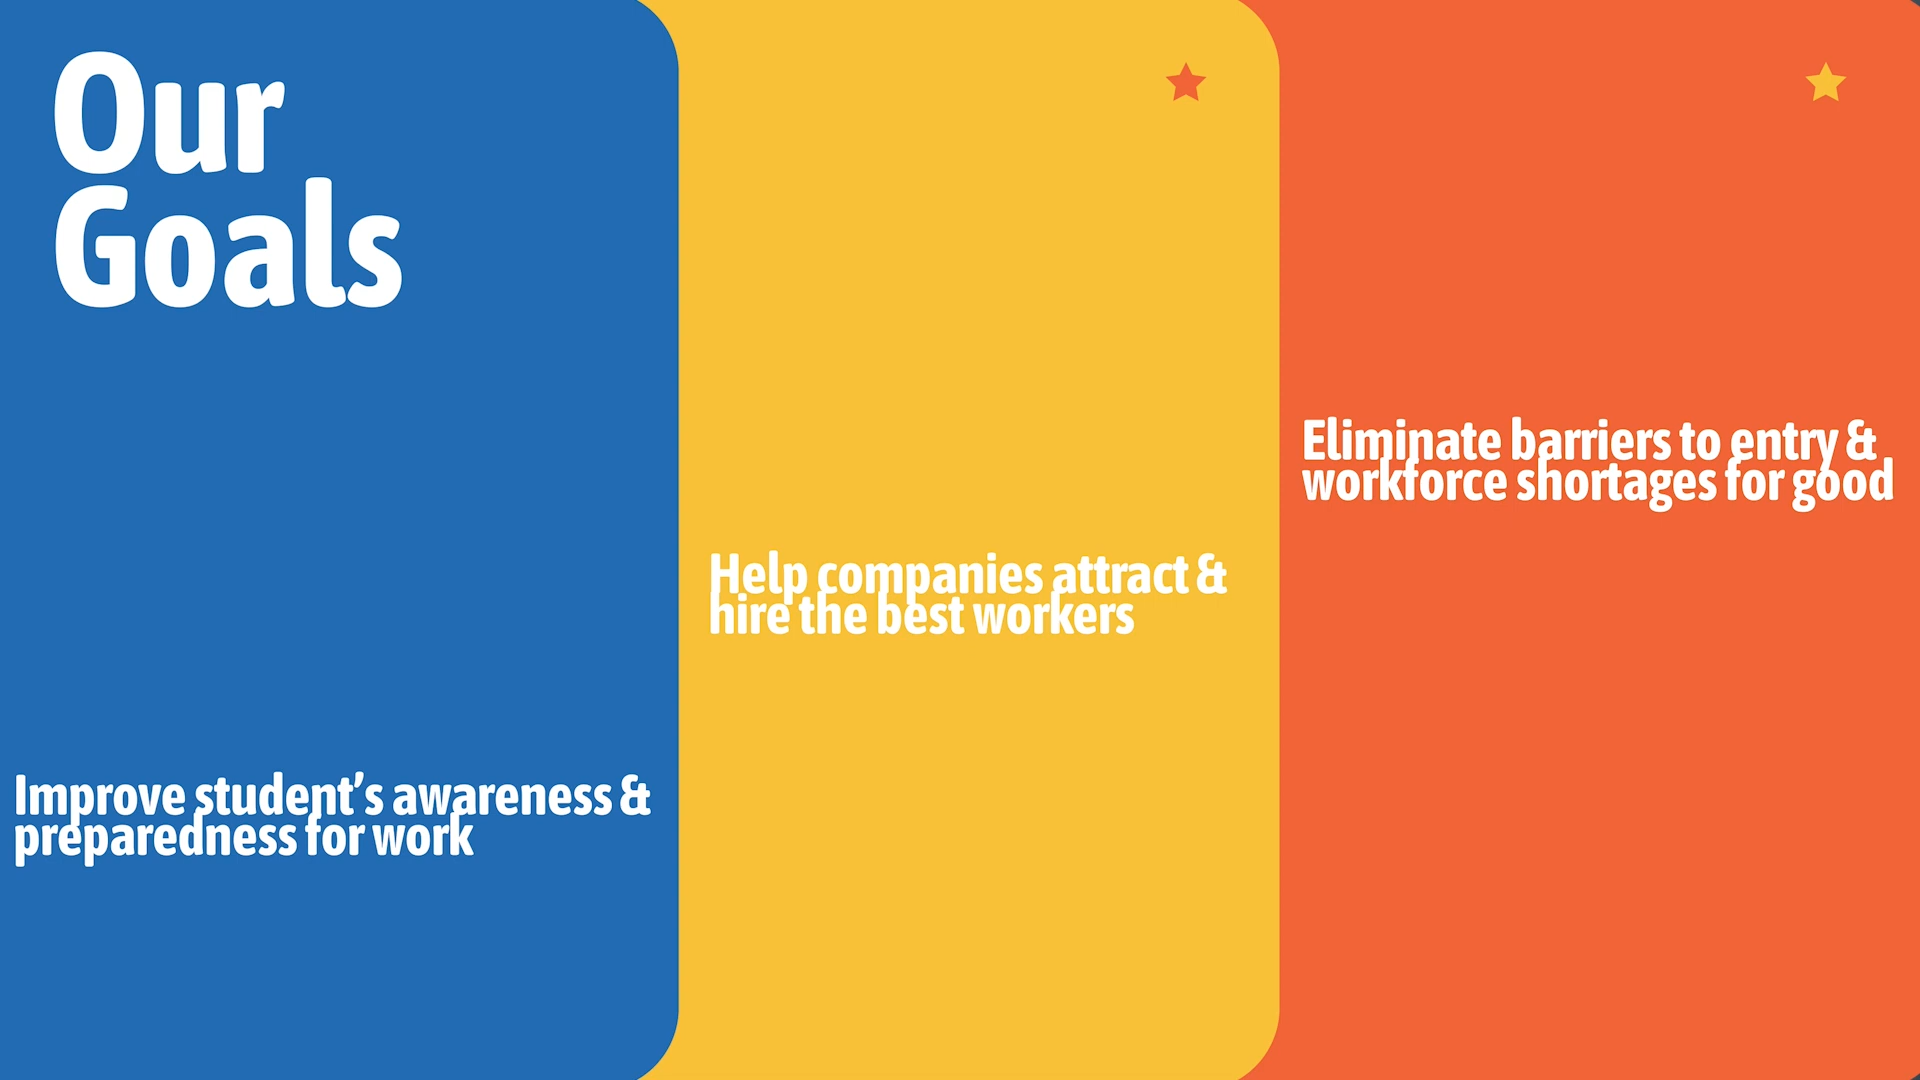 Our
Goals
Improve student’s awareness &
preparedness for work
Help companies attract &
hire the best workers
Eliminate barriers to entry &
workforce shortages for good